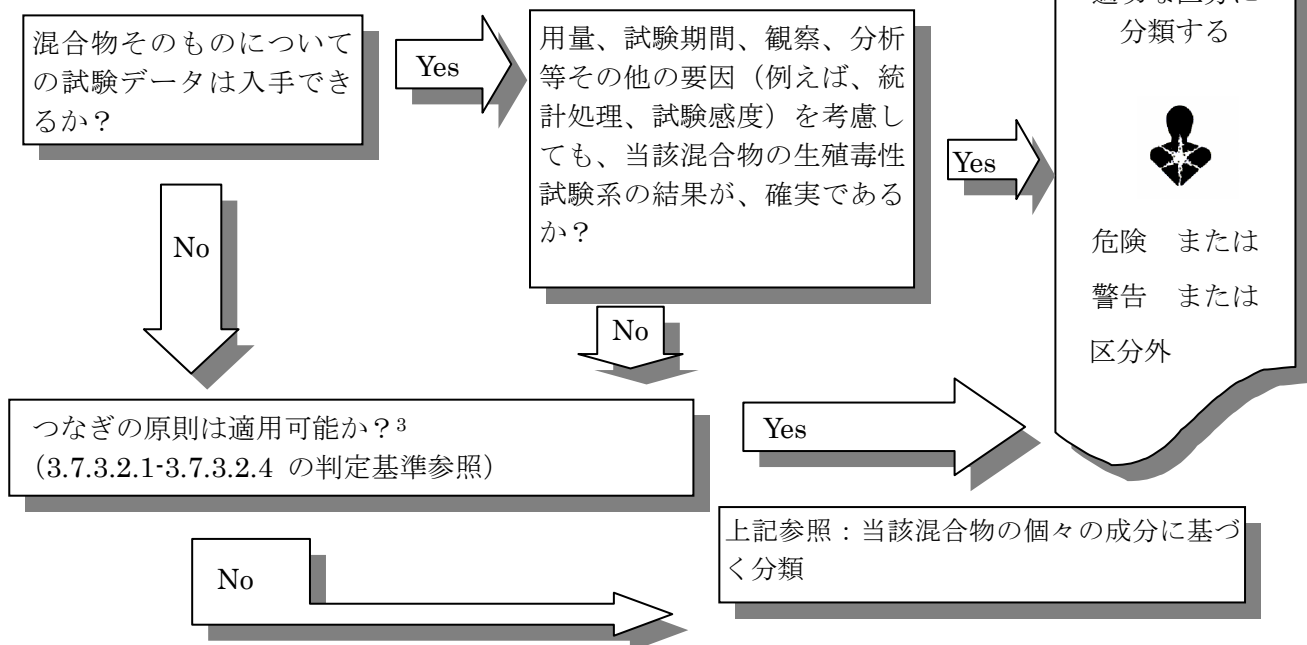 混合物そのものについて
の試験データは入手でき
るか？
Yes
用量、試験期間、観察、分析
等その他の要因（例えば、統
計処理、試験感度）を考慮し
ても、当該混合物の生殖毒性
試験系の結果が、確実である
か？
Yes
適切な区分に
分類する
危険　または
警告　または
区分外
No
No
つなぎの原則は適用可能か？3
（3.7.3.2.1-3.7.3.2.4 の判定基準参照）
Yes
上記参照：当該混合物の個々の成分に基づ
く分類
No